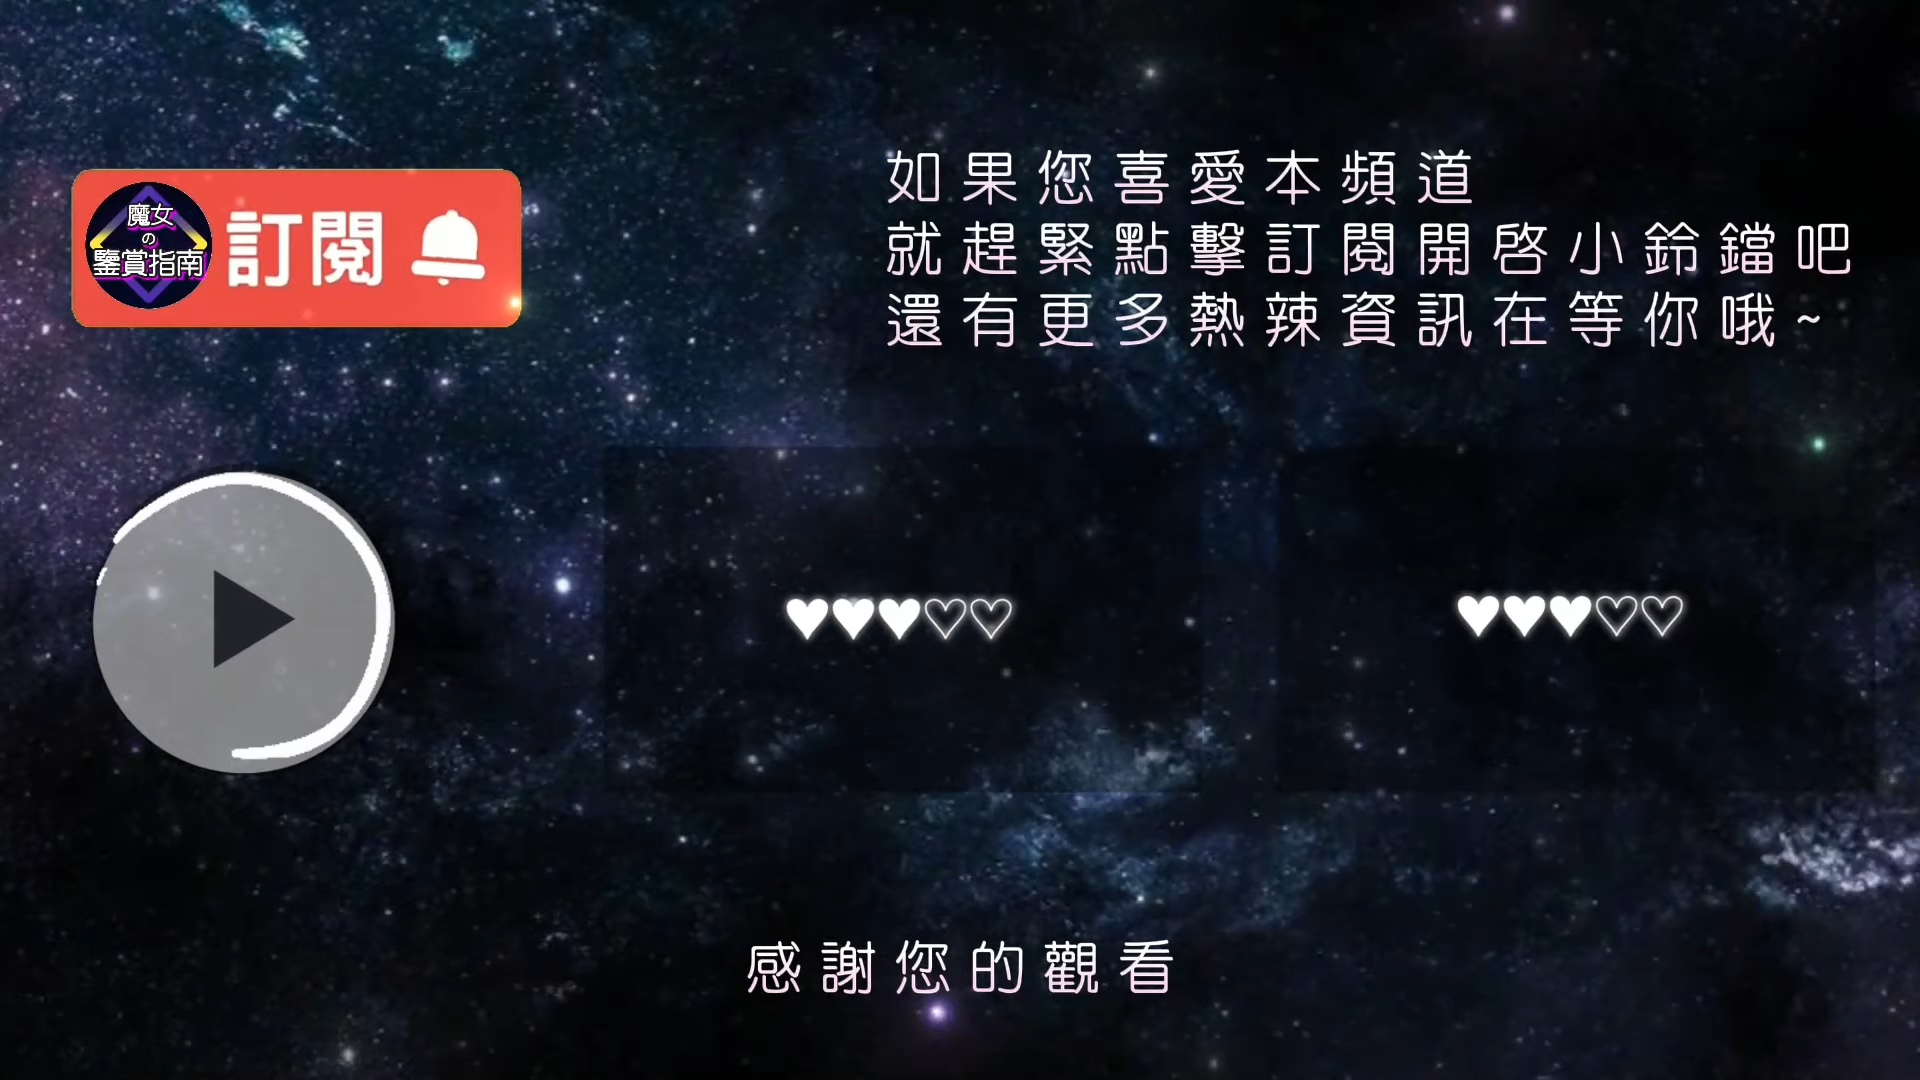 魔女
の
鑒賞指南
訂閱
如果您喜愛本頻道
就趕緊點擊訂閱開啓小鈴鐺吧
還有更多熱辣資訊在等你哦~
♥♥♥♡♡
♥♥♥♡♡
感謝您的觀看